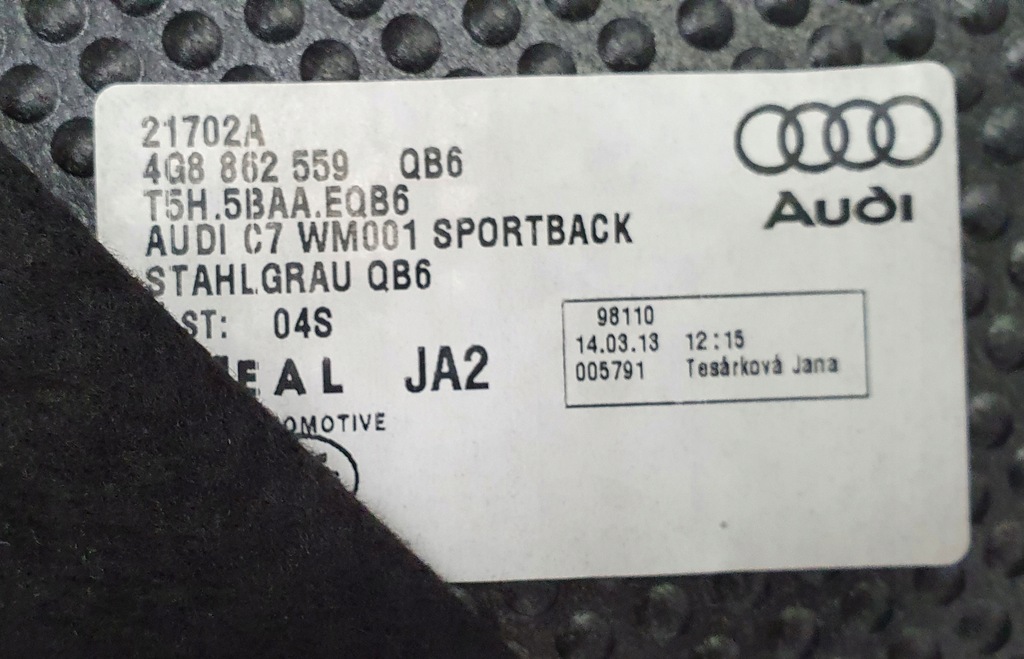 21702A
4G8 862 559 QB6
T5H.5BAA.EQB6
AUDI C7 WM001 SPORTBACK
STAHLGRAU QB6
ST: 04S
EAL JA2
OMOTIVE
Audi
98110
14.03.13 12:15
005791 Tesárková Jana